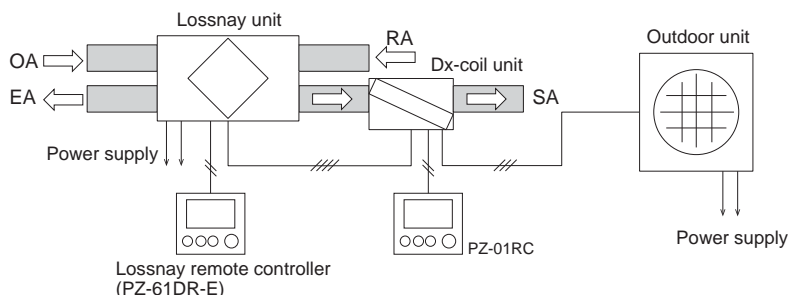 Lossnay unit
OA
RA
Dx-coil unit
Outdoor unit
EA
SA
Power supply
PZ-01RC
Power supply
Lossnay remote controller
(PZ-61DR-E)